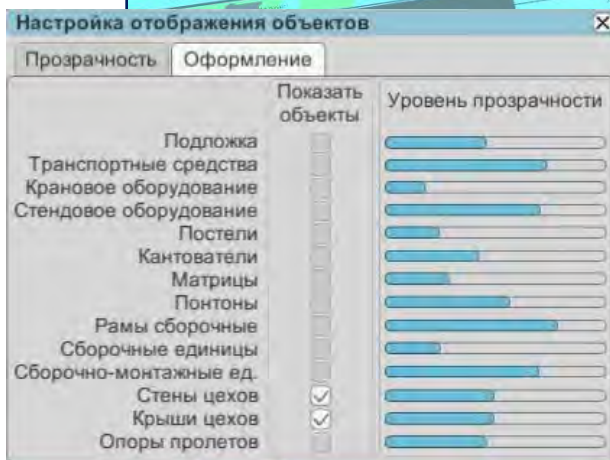 Настройка отображения объектов
Прозрачность Оформление
Показать
объекты
Уровень прозрачности
Подложка
Транспортные средства
Крановое оборудование
Стендовое оборудование
Постели
Кантователи
Матрицы
Понтоны
Рамы сборочные
Сборочные единицы
Сборочно-монтажные ед.
Стены цехов
Крыши цехов
Опоры пролетов